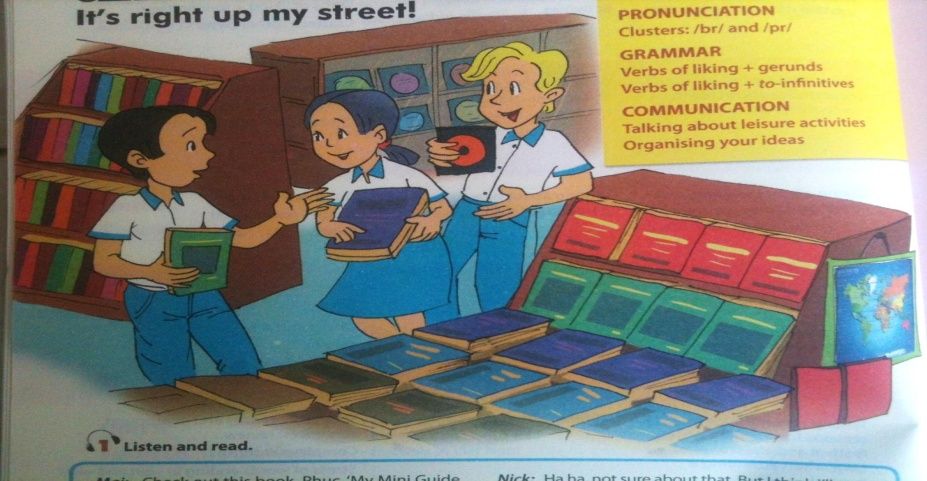 It's right up my street!
PRONUNCIATION
Clusters: /br/ and /pr/
GRAMMAR
Verbs of liking + gerunds
Verbs of liking + to-infinitives
COMMUNICATION
Talking about leisure activities
Organising your ideas
1 Listen and read.
Mai: Check out this book, Phuc. 'My Mini Guide
Nick: Ha ha, not sure about that. But I think I'll